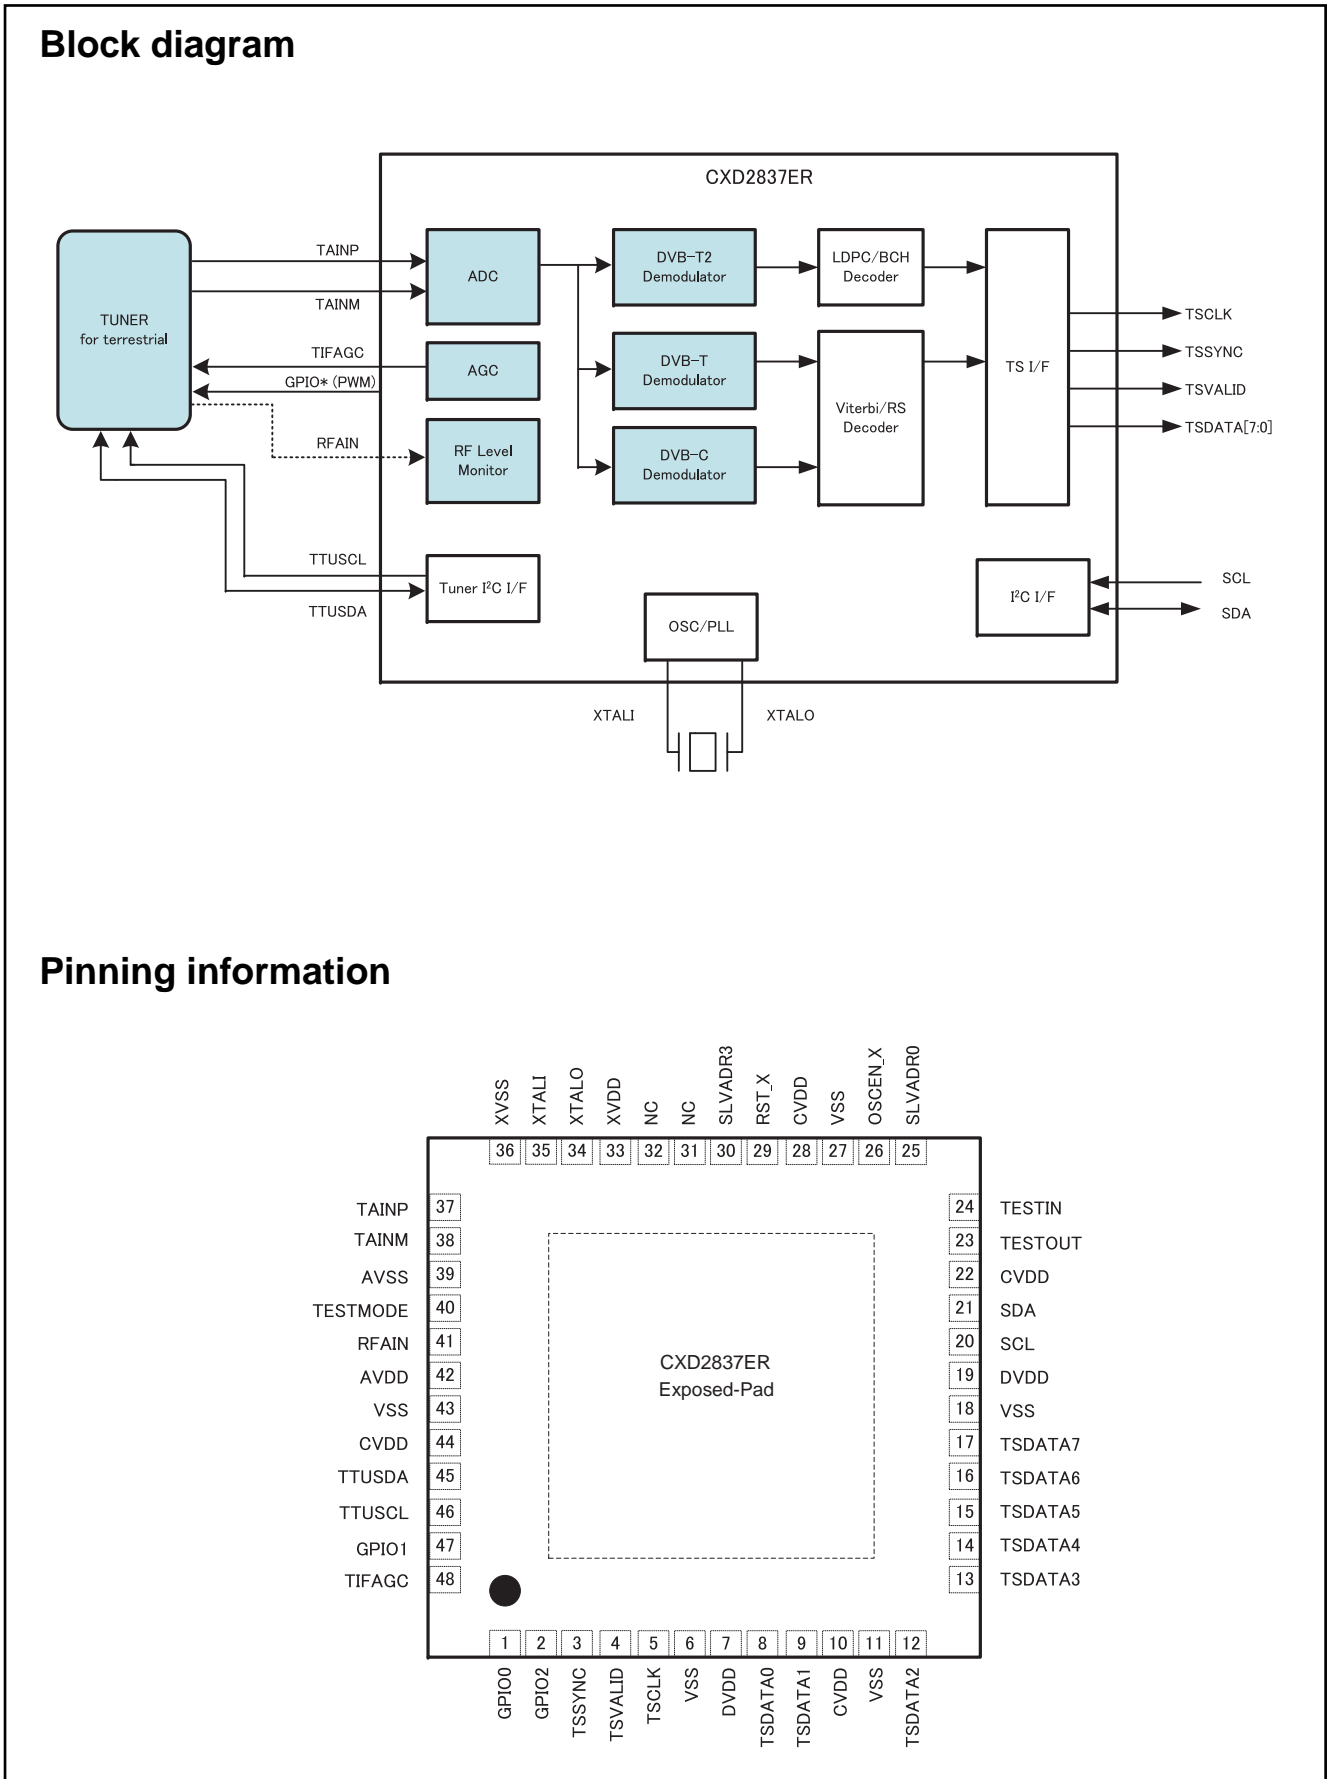 Block diagram
CXD2837ER
TUNER
for terrestrial
TAINP
TAINM
TIFAGC
GPIO* (PWM)
RFAIN
TTUSCL
TTUSDA
ADC
AGC
RF Level
Monitor
Tuner I²C I/F
DVB-T2
Demodulator
DVB-T
Demodulator
DVB-C
Demodulator
LDPC/BCH
Decoder
Viterbi/RS
Decoder
TS I/F
TSCLK
TSSYNC
TSVALID
TSDATA[7:0]
I²C I/F
SCL
SDA
OSC/PLL
XTALI
XTALO
Pinning information
XVSS
XTALI
XTALO
XVDD
NC
NC
SLVADR3
RST_X
CVDD
VSS
OSCEN_X
SLVADR0
36
35
34
33
32
31
30
29
28
27
26
25
TAINP 37
TAINM 38
AVSS 39
TESTMODE 40
RFAIN 41
AVDD 42
VSS 43
CVDD 44
TTUSDA 45
TTUSCL 46
GPIO1 47
TIFAGC 48
CXD2837ER
Exposed-Pad
24 TESTIN
23 TESTOUT
22 CVDD
21 SDA
20 SCL
19 DVDD
18 VSS
17 TSDATA7
16 TSDATA6
15 TSDATA5
14 TSDATA4
13 TSDATA3
1
2
3
4
5
6
7
8
9
10
11
12
GPIO0
GPIO2
TSSYNC
TSVALID
TSCLK
VSS
DVDD
TSDATA0
TSDATA1
CVDD
VSS
TSDATA2